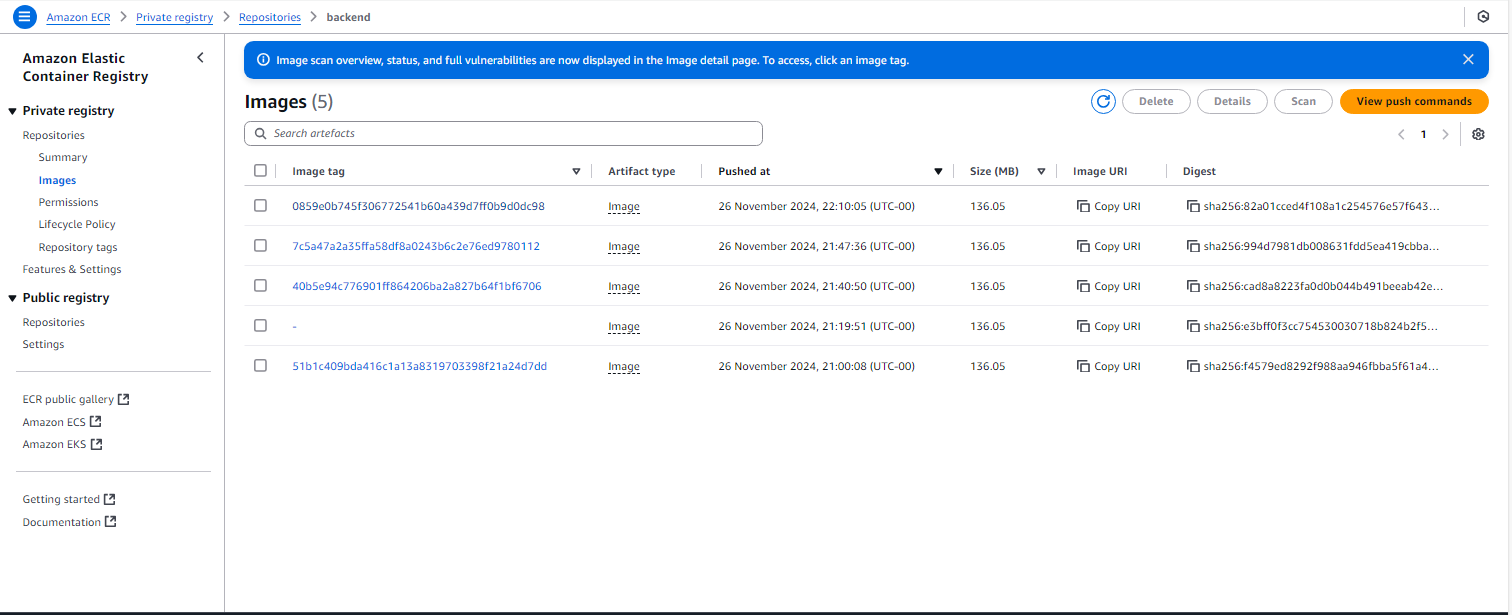 Amazon ECR > Private registry > Repositories > backend
Amazon Elastic
Container Registry
Private registry
Repositories
Summary
Images
Permissions
Lifecycle Policy
Repository tags
Features & Settings
Public registry
Repositories
Settings
ECR public gallery
Amazon ECS
Amazon EKS
Getting started
Documentation
Image scan overview, status, and full vulnerabilities are now displayed in the Image detail page. To access, click an image tag.
Images (5)
Delete Details Scan View push commands
Search artefacts
1
Image tag Artifact type Pushed at Size (MB) Image URI Digest
0859e0b745f306772541b60a439d7ff0b9d0dc98 Image 26 November 2024, 22:10:05 (UTC-00) 136.05 Copy URI sha256:82a01cced4f108a1c254576e57f643...
7c5a47a2a35ffa58df8a0243b6c2e76ed9780112 Image 26 November 2024, 21:47:36 (UTC-00) 136.05 Copy URI sha256:994d7981db008631fdd5ea419cbba...
40b5e94c776901ff864206ba2a827b64f1bf6706 Image 26 November 2024, 21:40:50 (UTC-00) 136.05 Copy URI sha256:cad8a8223fa0d0b044b491beeab42e...
- Image 26 November 2024, 21:19:51 (UTC-00) 136.05 Copy URI sha256:e3bff0f3cc754530030718b824b2f5...
51b1c409bda416c1a13a8319703398f21a24d7dd Image 26 November 2024, 21:00:08 (UTC-00) 136.05 Copy URI sha256:f4579ed8292f988aa946fbba5f61a4...